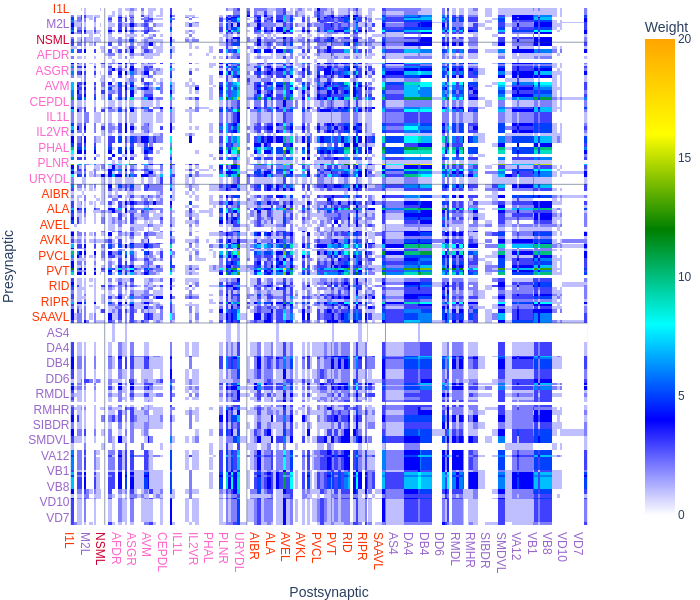 Weight
I1L
M2L
NSML
AFDR
ASGR
AVM
CEPDL
IL1L
IL2VR
PHAL
PLNR
URYDL
AIBR
ALA
AVEL
AVKL
PVCL
PVT
RID
RIPR
SAAVL
AS4
DA4
DB4
DD6
RMDL
RMHR
SIBDR
SMDVL
VA12
VB1
VB8
VD10
VD7
Presynaptic
20
15
10
5
0
I1L
M2L
NSML
AFDR
ASGR
AVM
CEPDL
IL1L
IL2VR
PHAL
PLNR
URYDL
AIBR
ALA
AVEL
AVKL
PVCL
PVT
RID
RIPR
SAAVL
AS4
DA4
DB4
DD6
RMDL
RMHR
SIBDR
SMDVL
VA12
VB1
VB8
VD10
VD7
Postsynaptic